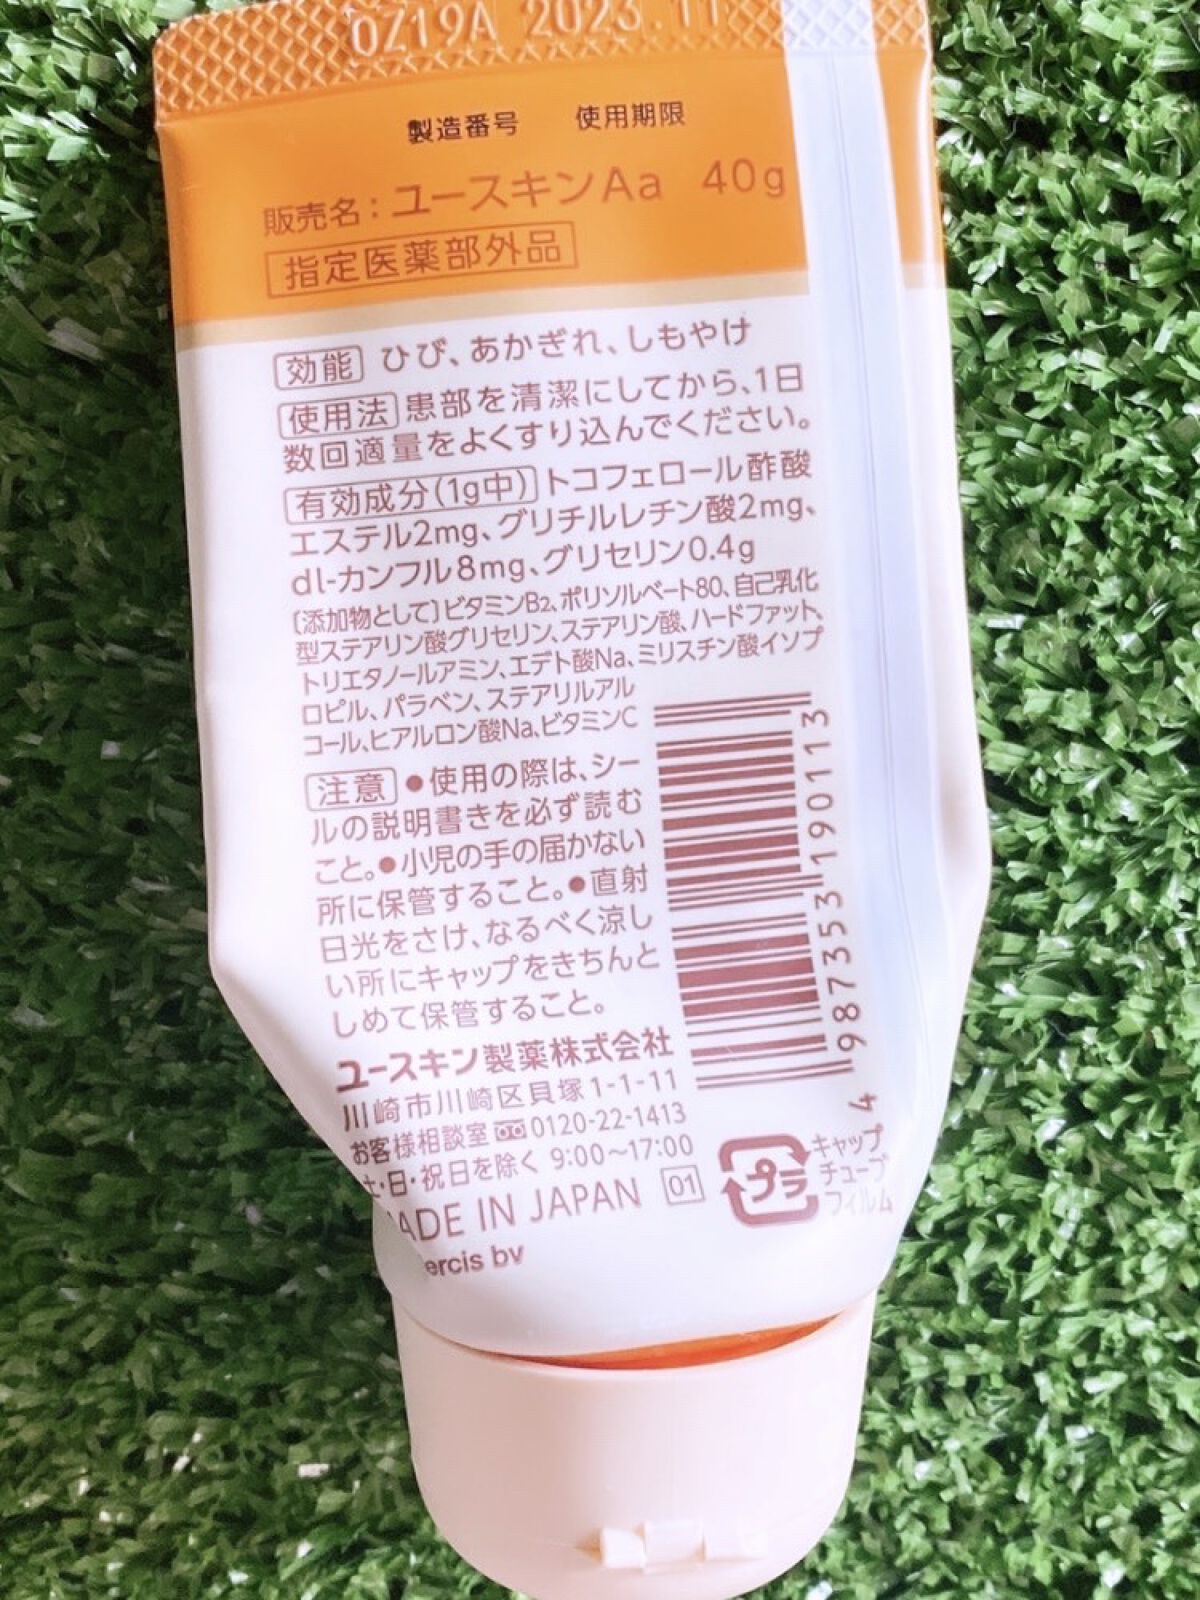 0Z19A 2023.11
製造番号 使用期限
販売名：ユースキンAa 40g
指定医薬部外品
効能 ひび、あかぎれ、しもやけ
使用法 患部を清潔にしてから、1日
数回適量をよくすり込んでください。
有効成分(1g中) トコフェロール酢酸
エステル2mg、グリチルレチン酸2mg、
dl-カンフル8mg、グリセリン0.4g
〔添加物として〕ビタミンB2、ポリソルベート80、自己乳化
型ステアリン酸グリセリン、ステアリン酸、ハードファット、
トリエタノールアミン、エデト酸Na、ミリスチン酸イソプ
ロピル、パラベン、ステアリルアル
コール、ヒアルロン酸Na、ビタミンC
注意 ●使用の際は、シー
ルの説明書きを必ず読む
こと。●小児の手の届かない
所に保管すること。●直射
日光をさけ、なるべく涼し
い所にキャップをきちんと
しめて保管すること。
ユースキン製薬株式会社
川崎市川崎区貝塚1-1-11
お客様相談室 0120-22-1413
土・日・祝日を除く 9:00〜17:00
ADE IN JAPAN 01
ercis by
4 987353 190113
プラ
キャップ
チューブ
フィルム